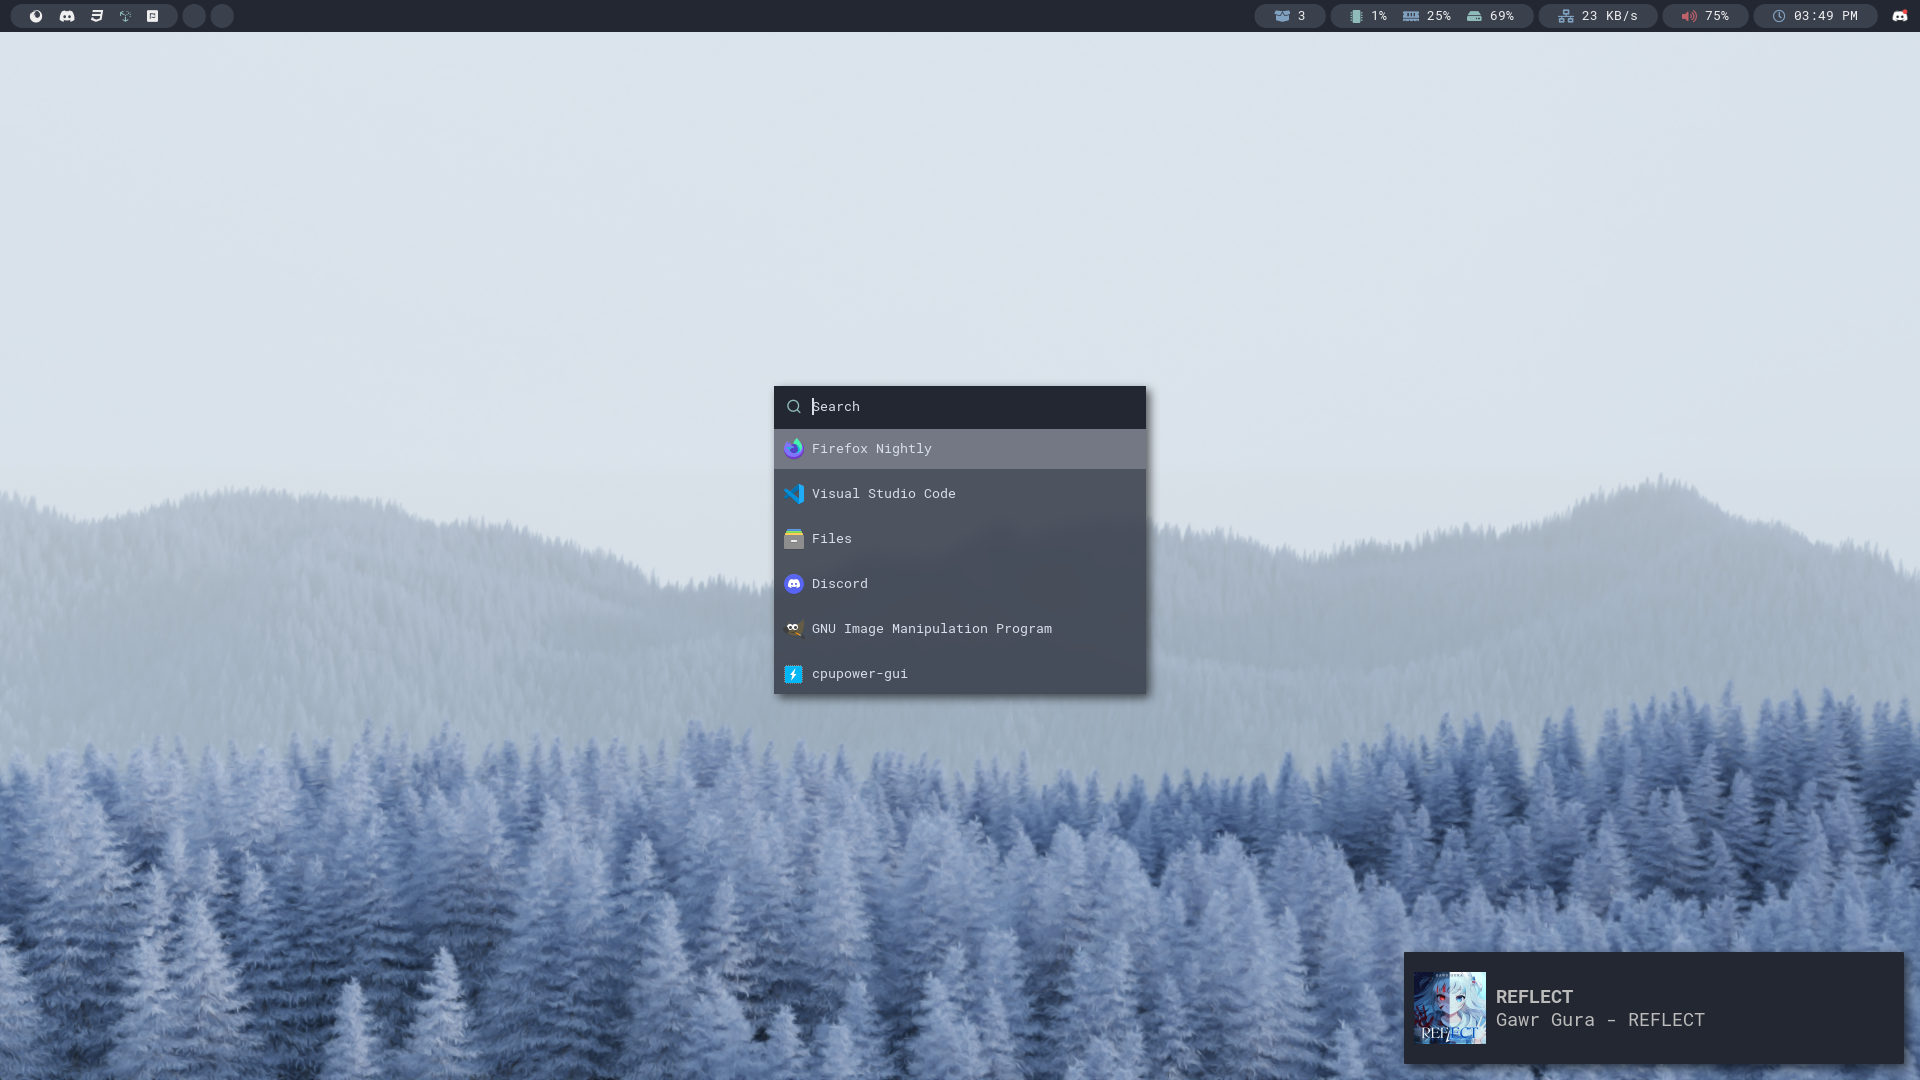 3
1%
25%
69%
23 KB/s
75%
03:49 PM
Search
Firefox Nightly
Visual Studio Code
Files
Discord
GNU Image Manipulation Program
cpupower-gui
REFLECT
REFLECT
Gawr Gura - REFLECT